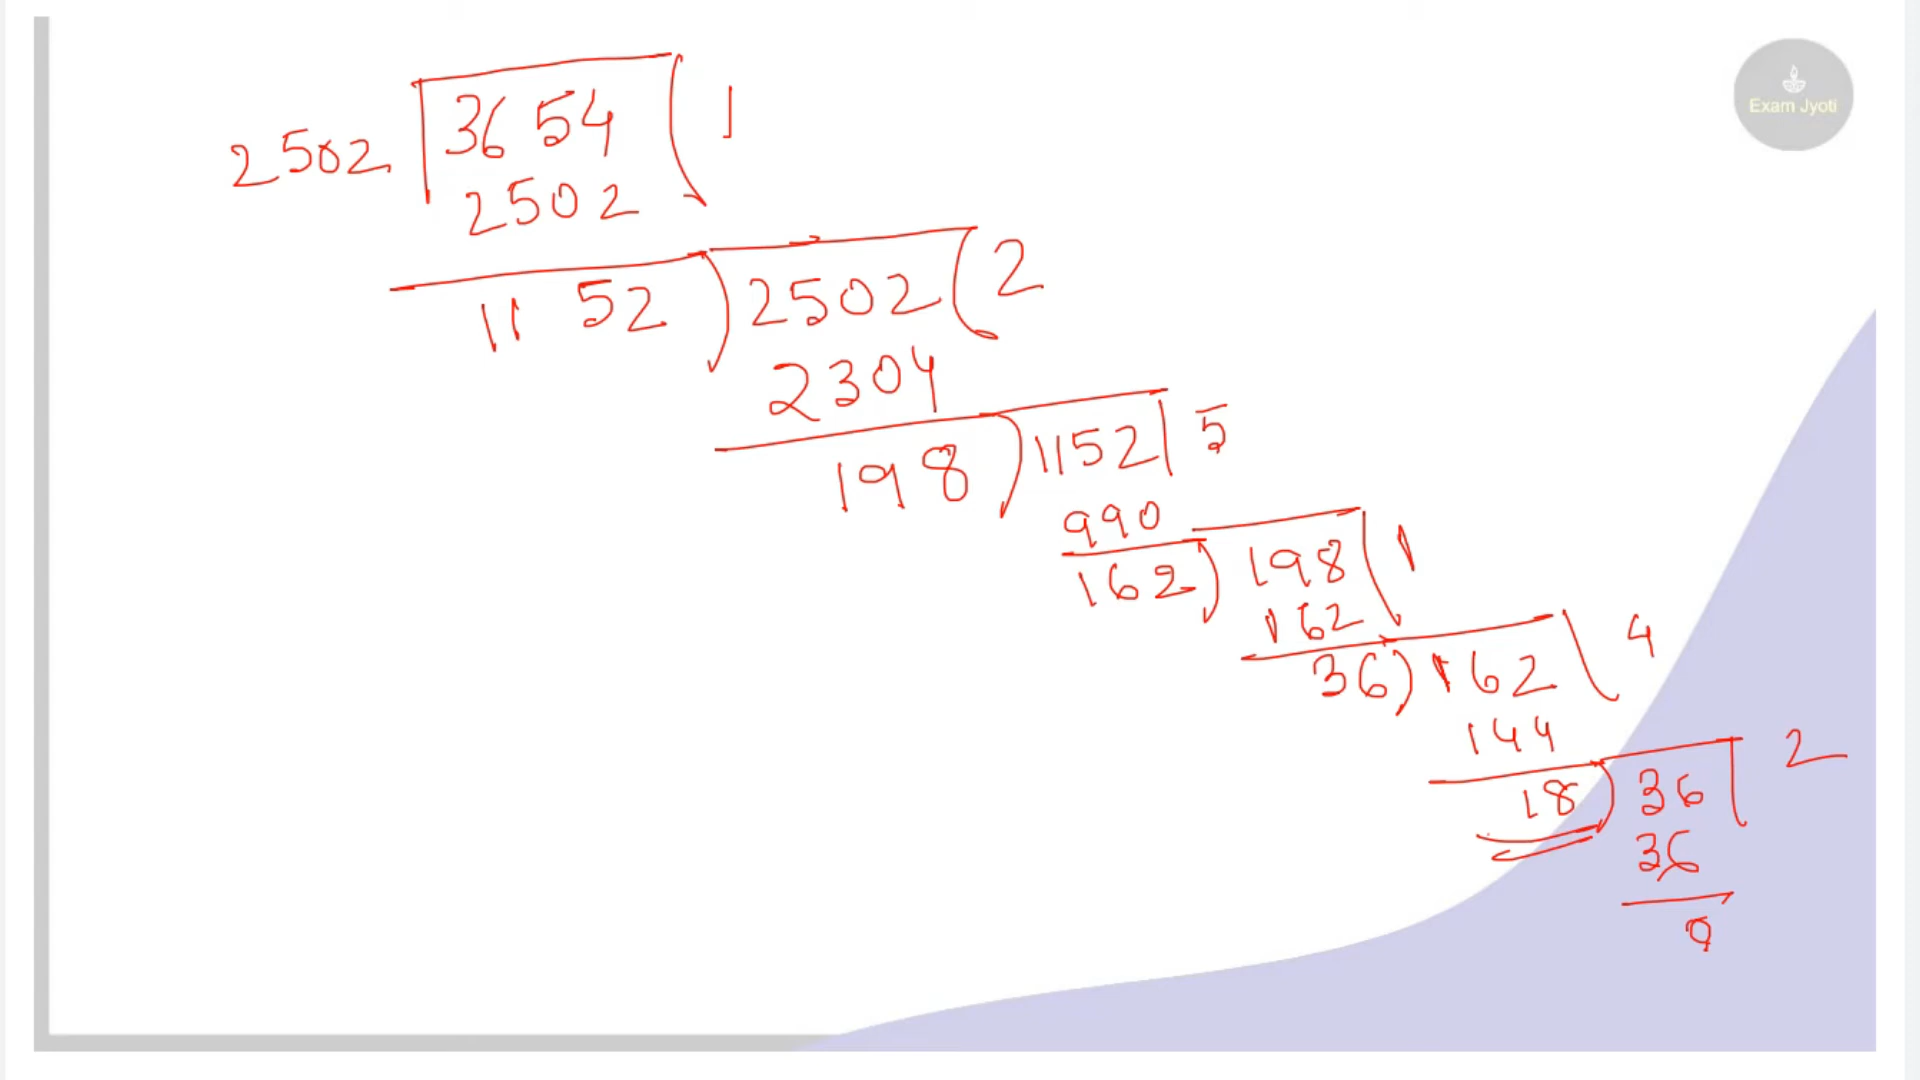 Exam Jyoti
2502 3654 ( 1
2502
1152 ) 2502 ( 2
2304
198 ) 1152 | 5
990
162 ) 198 ( 1
162
36 ) 162 ( 4
144
18 ) 36 | 2
36
0